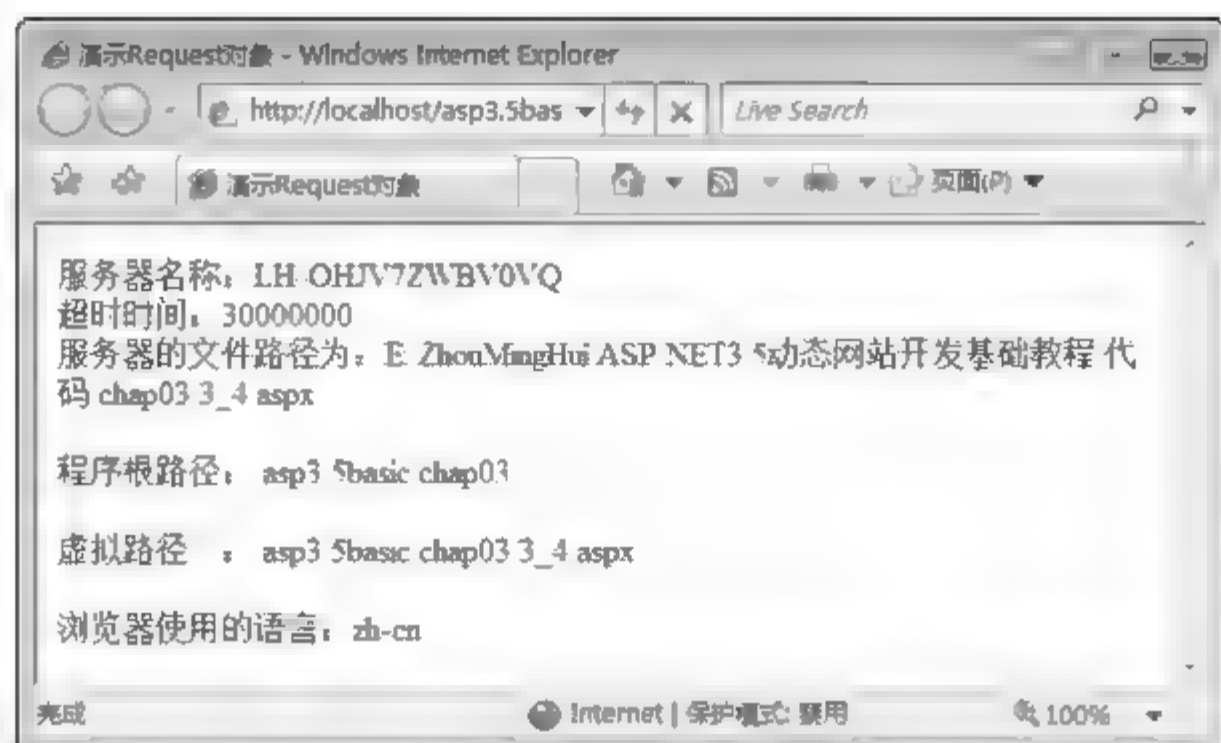 演示Request对象 - Windows Internet Explorer
http://localhost/asp3.5bas Live Search
演示Request对象 页面(P)
服务器名称：LH-OHJV7ZWBV0VQ
超时时间：30000000
服务器的文件路径为：E ZhouMingHui ASP NET3 5动态网站开发基础教程 代
码 chap03 3_4 aspx
程序根路径： asp3 5basic chap03
虚拟路径 ： asp3 5basic chap03 3_4 aspx
浏览器使用的语言：zh-cn
完成 Internet | 保护模式: 禁用 100%